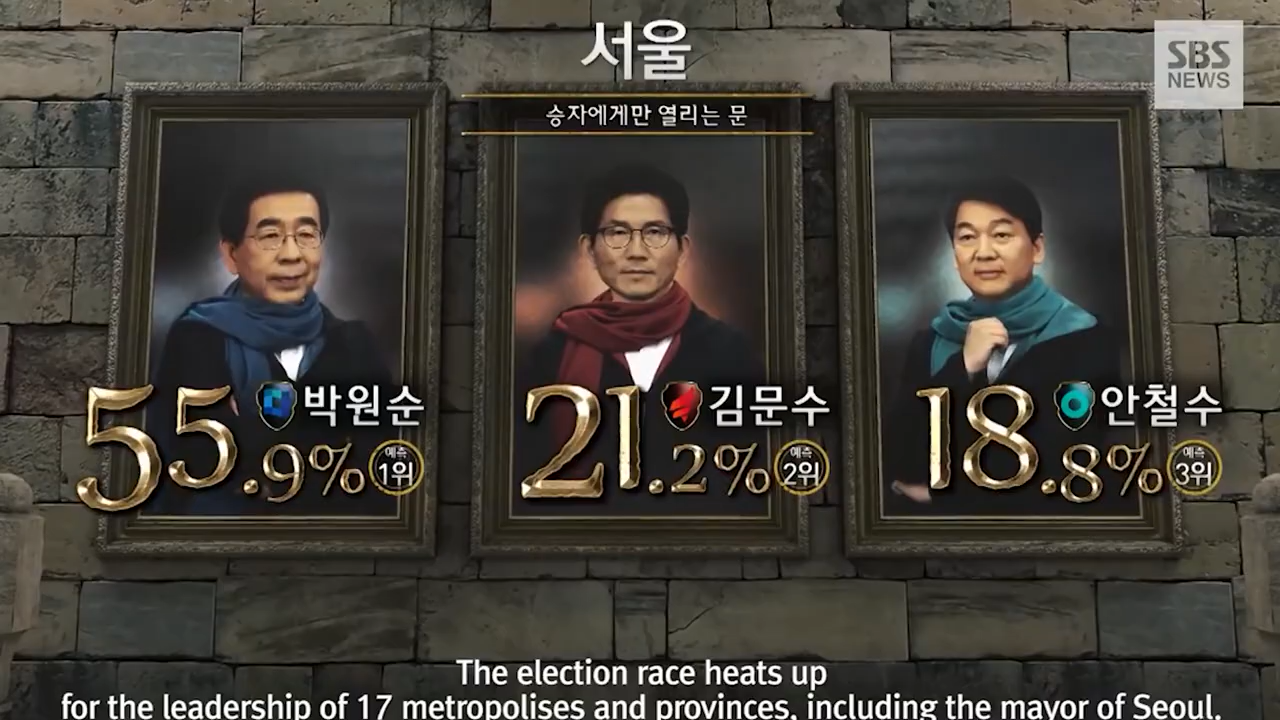 서울
SBS
NEWS
승자에게만 열리는 문
박원순
55.9%
예측
1위
김문수
21.2%
예측
2위
안철수
18.8%
예측
3위
The election race heats up
for the leadership of 17 metropolises and provinces, including the mayor of Seoul.